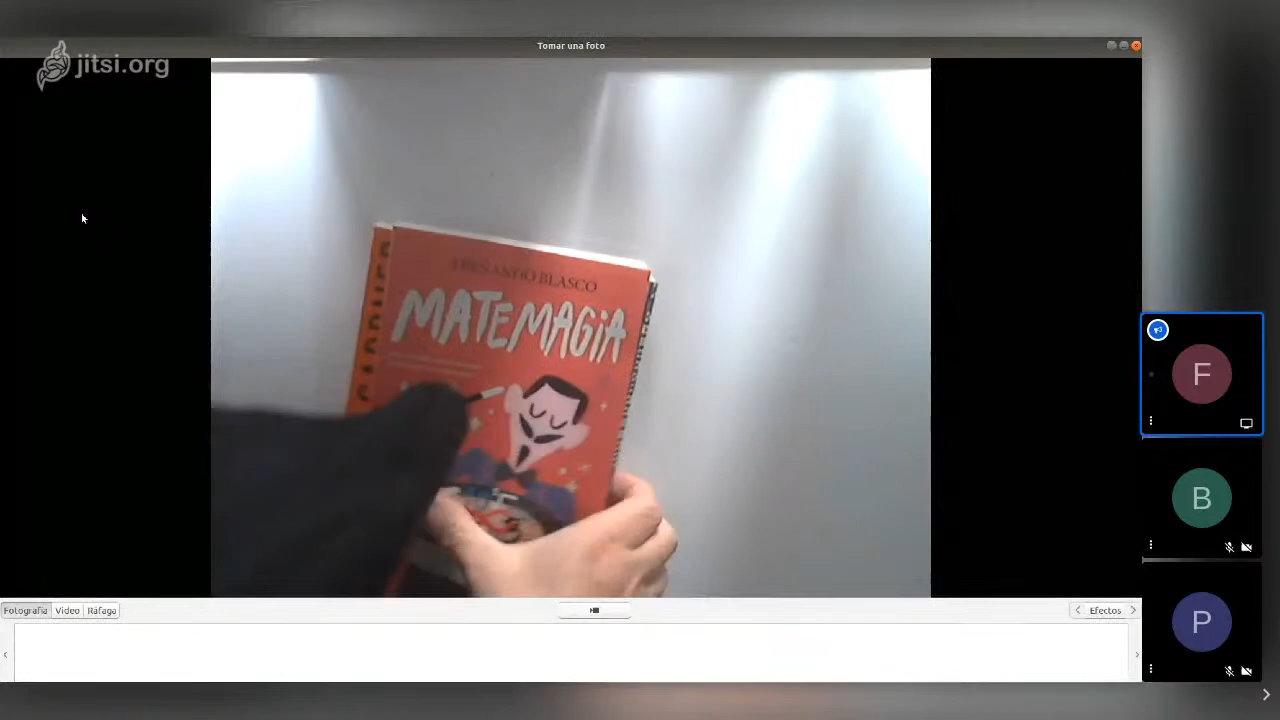 Tomar una foto
jitsi.org
FERNANDO BLASCO
MATEMAGiA
F
B
P
Fotografía Vídeo Ráfaga
Efectos